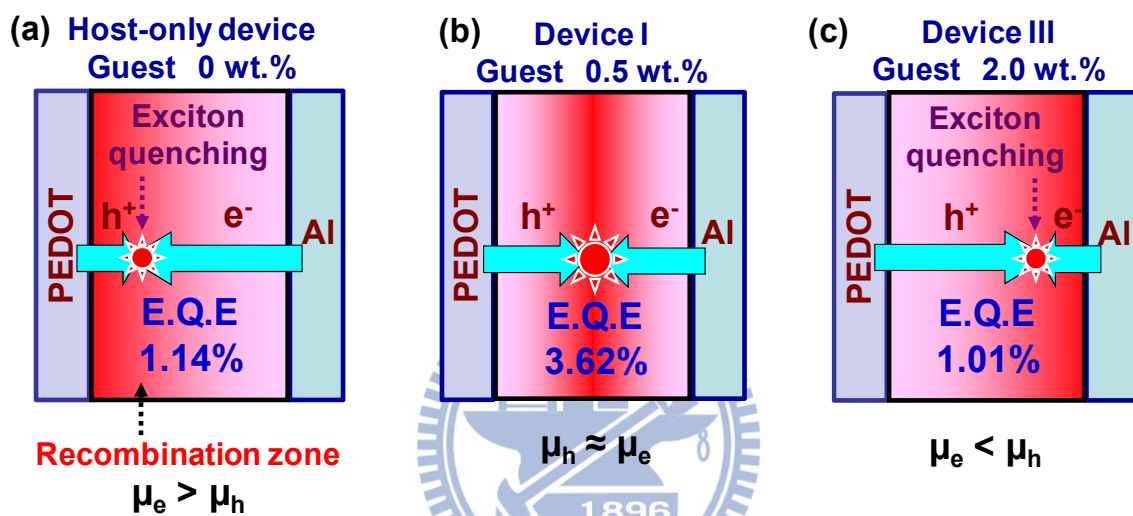 (a) Host-only device
Guest 0 wt.%
Exciton
quenching
PEDOT
h⁺
e⁻
Al
E.Q.E
1.14%
Recombination zone
μₑ > μₕ
(b) Device I
Guest 0.5 wt.%
PEDOT
h⁺
e⁻
Al
E.Q.E
3.62%
μₕ ≈ μₑ
1896
(c) Device III
Guest 2.0 wt.%
Exciton
quenching
PEDOT
h⁺
e⁻
Al
E.Q.E
1.01%
μₑ < μₕ